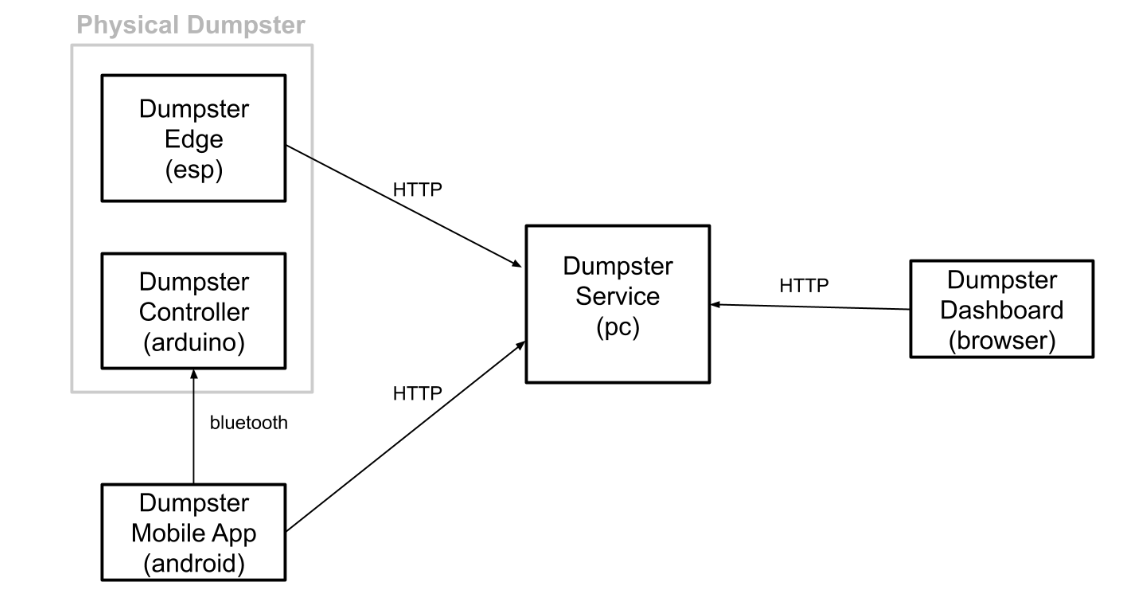 Physical Dumpster
Dumpster
Edge
(esp)
HTTP
Dumpster
Controller
(arduino)
Dumpster
Service
(pc)
HTTP
Dumpster
Dashboard
(browser)
HTTP
bluetooth
Dumpster
Mobile App
(android)